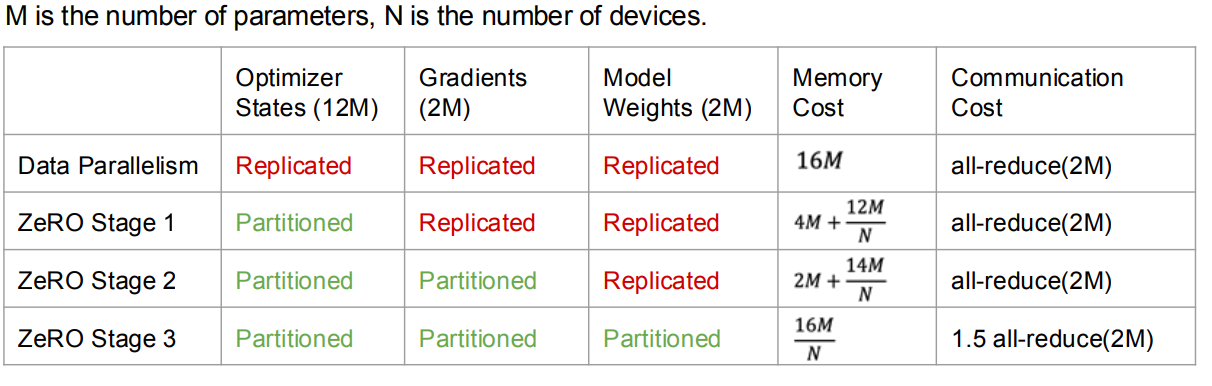 M is the number of parameters, N is the number of devices.
Optimizer States (12M) Gradients (2M) Model Weights (2M) Memory Cost Communication Cost
Data Parallelism Replicated Replicated Replicated 16M all-reduce(2M)
ZeRO Stage 1 Partitioned Replicated Replicated 4M + 12M/N all-reduce(2M)
ZeRO Stage 2 Partitioned Partitioned Replicated 2M + 14M/N all-reduce(2M)
ZeRO Stage 3 Partitioned Partitioned Partitioned 16M/N 1.5 all-reduce(2M)